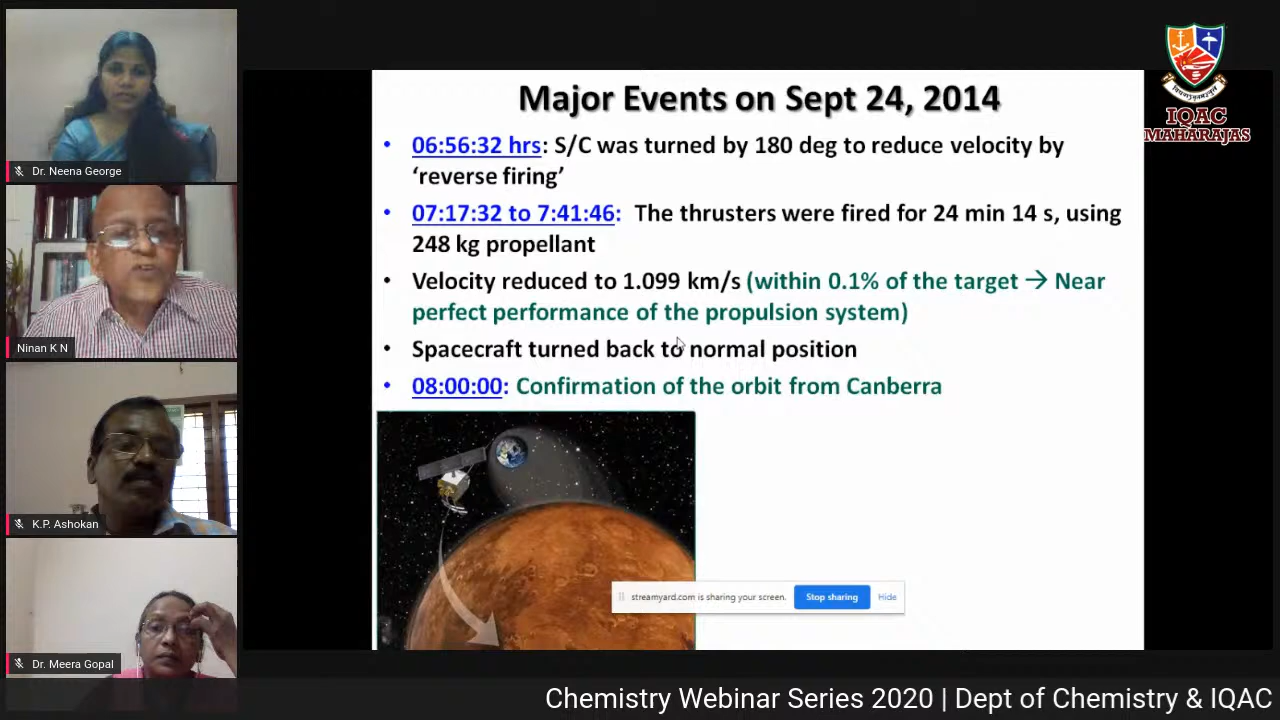 Major Events on Sept 24, 2014
• 06:56:32 hrs: S/C was turned by 180 deg to reduce velocity by
‘reverse firing’
• 07:17:32 to 7:41:46: The thrusters were fired for 24 min 14 s, using
248 kg propellant
• Velocity reduced to 1.099 km/s (within 0.1% of the target → Near
perfect performance of the propulsion system)
• Spacecraft turned back to normal position
• 08:00:00: Confirmation of the orbit from Canberra
streamyard.com is sharing your screen.
Stop sharing
Hide
IQAC
MAHARAJAS
Dr. Neena George
Ninan K N
K.P. Ashokan
Dr. Meera Gopal
Chemistry Webinar Series 2020 | Dept of Chemistry & IQAC